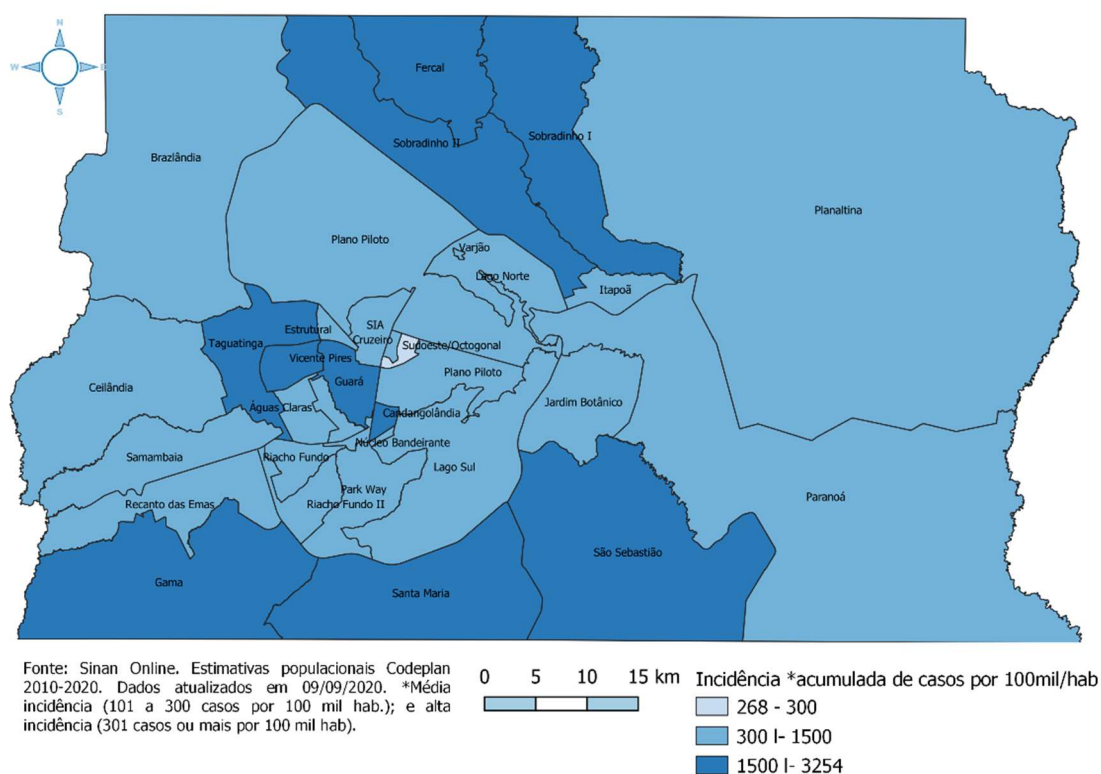 N
W E
S
Fercal
Sobradinho II
Sobradinho I
Brazlândia
Planaltina
Plano Piloto
Varjão
Lago Norte
Itapoã
SIA
Estrutural
Cruzeiro
Taguatinga
Sudoeste/Octogonal
Vicente Pires
Plano Piloto
Guará
Ceilândia
Jardim Botânico
Águas Claras
Candangolândia
Núcleo Bandeirante
Samambaia
Riacho Fundo
Lago Sul
Park Way
Paranoá
Recanto das Emas
Riacho Fundo II
São Sebastião
Gama
Santa Maria
Fonte: Sinan Online. Estimativas populacionais Codeplan
2010-2020. Dados atualizados em 09/09/2020. *Média
incidência (101 a 300 casos por 100 mil hab.); e alta
incidência (301 casos ou mais por 100 mil hab).
0 5 10 15 km
Incidência *acumulada de casos por 100mil/hab
268 - 300
300 l- 1500
1500 l- 3254